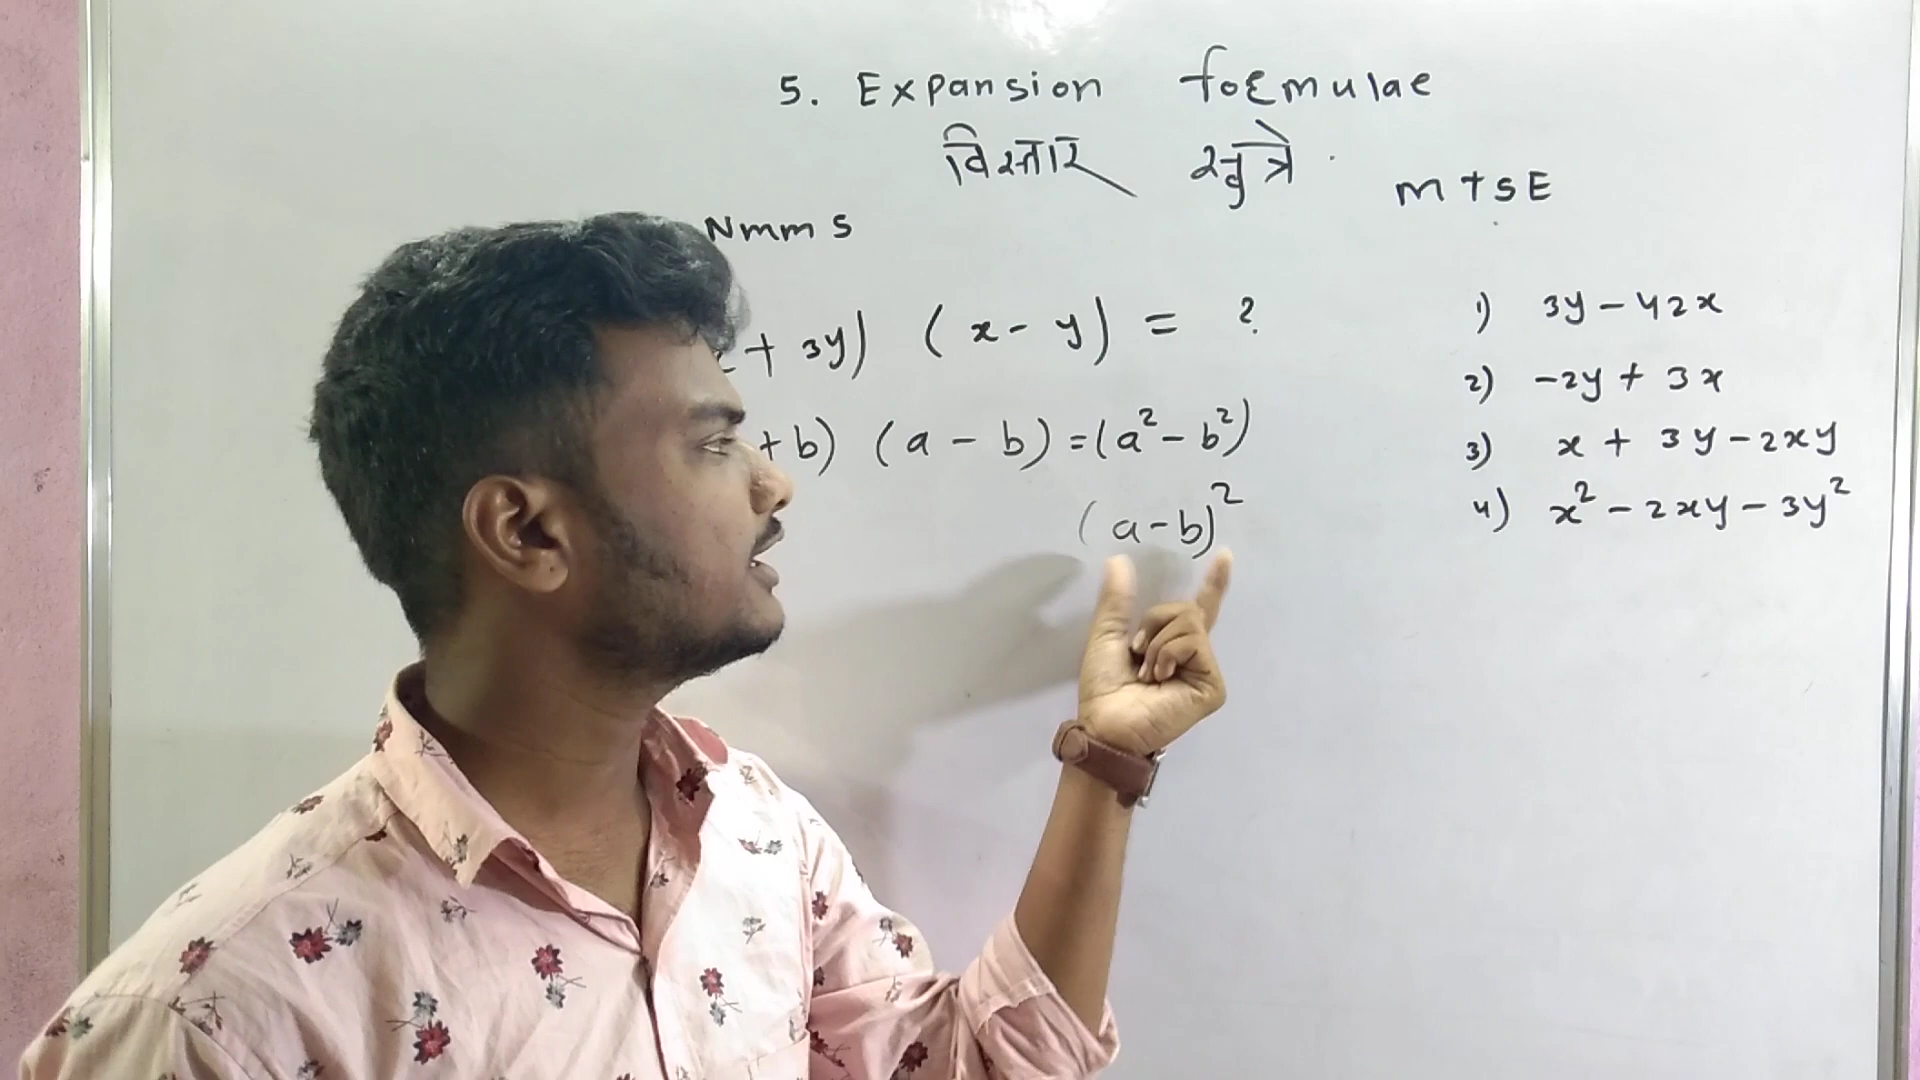 5. Expansion formulae
विस्तार सुत्रे.
MTSE
NMMS
+ 3y) (x - y) = ?
+ b) (a - b) = (a² - b²)
(a - b)²
1) 3y - 42x
2) -2y + 3x
3) x + 3y - 2xy
4) x² - 2xy - 3y²